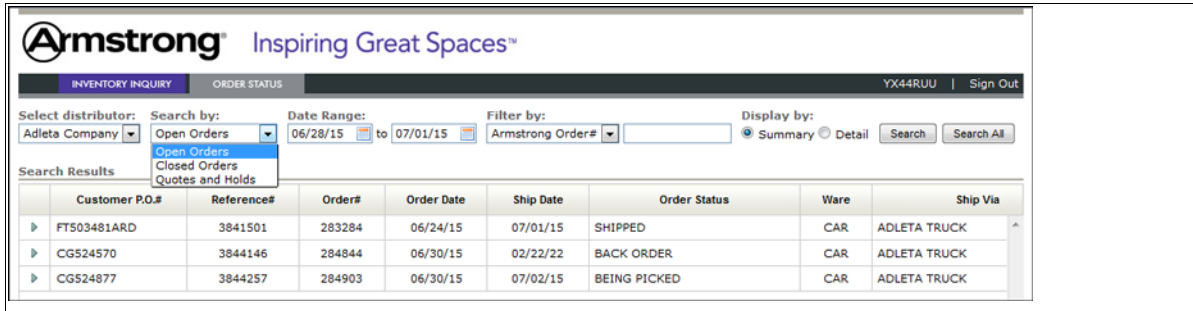 Armstrong® Inspiring Great Spaces™
INVENTORY INQUIRY ORDER STATUS YX44RUU | Sign Out
Select distributor: Search by: Date Range: Filter by: Display by:
Adleta Company Open Orders 06/28/15 to 07/01/15 Armstrong Order# Summary Detail Search Search All
Open Orders
Closed Orders
Quotes and Holds
Search Results
Customer P.O.# Reference# Order# Order Date Ship Date Order Status Ware Ship Via
FT503481ARD 3841501 283284 06/24/15 07/01/15 SHIPPED CAR ADLETA TRUCK
CG524570 3844146 284844 06/30/15 02/22/22 BACK ORDER CAR ADLETA TRUCK
CG524877 3844257 284903 06/30/15 07/02/15 BEING PICKED CAR ADLETA TRUCK